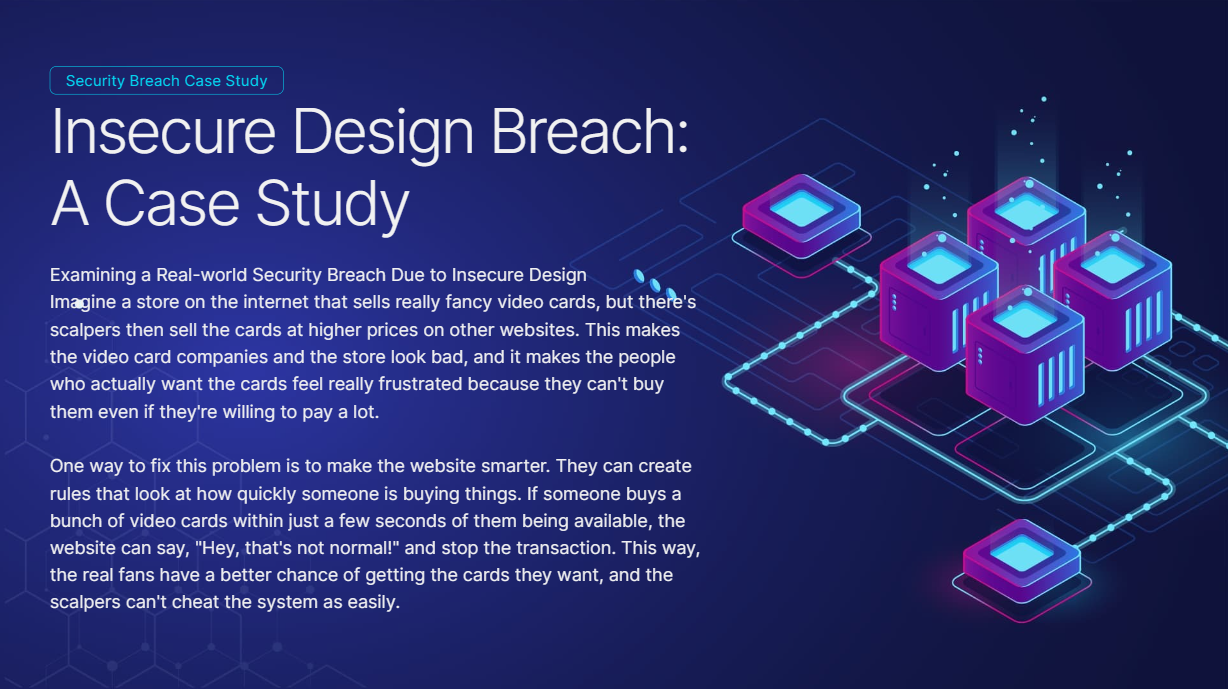 Security Breach Case Study
Insecure Design Breach:
A Case Study
Examining a Real-world Security Breach Due to Insecure Design
Imagine a store on the internet that sells really fancy video cards, but there's
scalpers then sell the cards at higher prices on other websites. This makes
the video card companies and the store look bad, and it makes the people
who actually want the cards feel really frustrated because they can't buy
them even if they're willing to pay a lot.
One way to fix this problem is to make the website smarter. They can create
rules that look at how quickly someone is buying things. If someone buys a
bunch of video cards within just a few seconds of them being available, the
website can say, "Hey, that's not normal!" and stop the transaction. This way,
the real fans have a better chance of getting the cards they want, and the
scalpers can't cheat the system as easily.